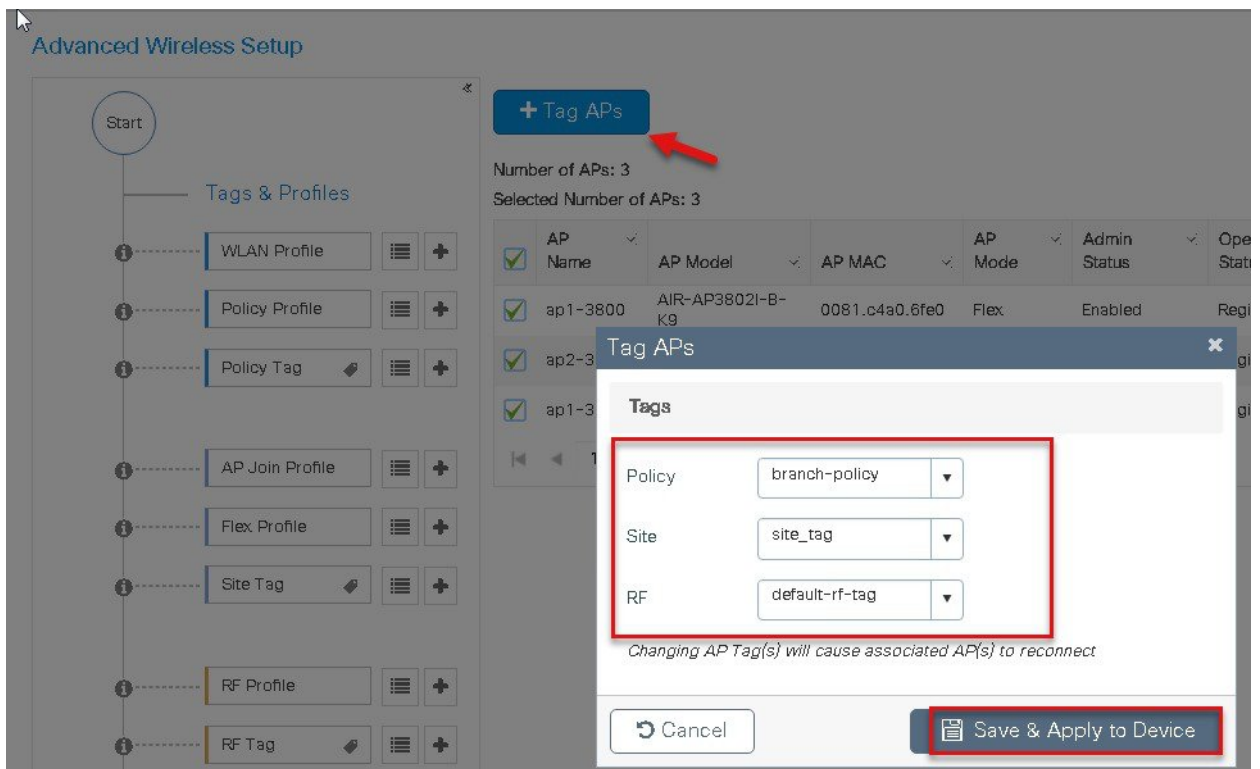 Advanced Wireless Setup
Start
Tags & Profiles
WLAN Profile
Policy Profile
Policy Tag
AP Join Profile
Flex Profile
Site Tag
RF Profile
RF Tag
+ Tag APs
Number of APs: 3
Selected Number of APs: 3
AP Name
AP Model
AP MAC
AP Mode
Admin Status
ap1-3800
AIR-AP3802I-B-K9
0081.c4a0.6fe0
Flex
Enabled
Tag APs
Tags
Policy
branch-policy
Site
site_tag
RF
default-rf-tag
Changing AP Tag(s) will cause associated AP(s) to reconnect
Cancel
Save & Apply to Device